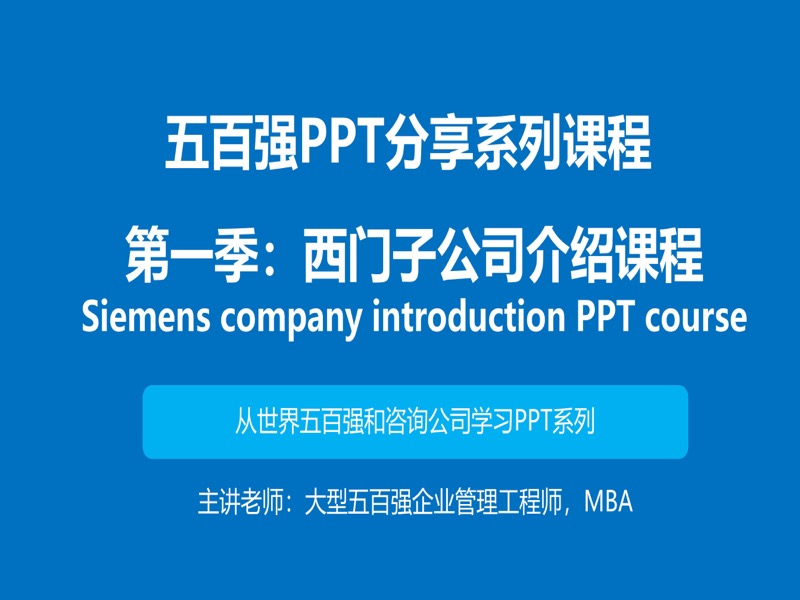 五百强PPT分享系列课程
第一季：西门子公司介绍课程
Siemens company introduction PPT course
从世界五百强和咨询公司学习PPT系列
主讲老师：大型五百强企业管理工程师，MBA